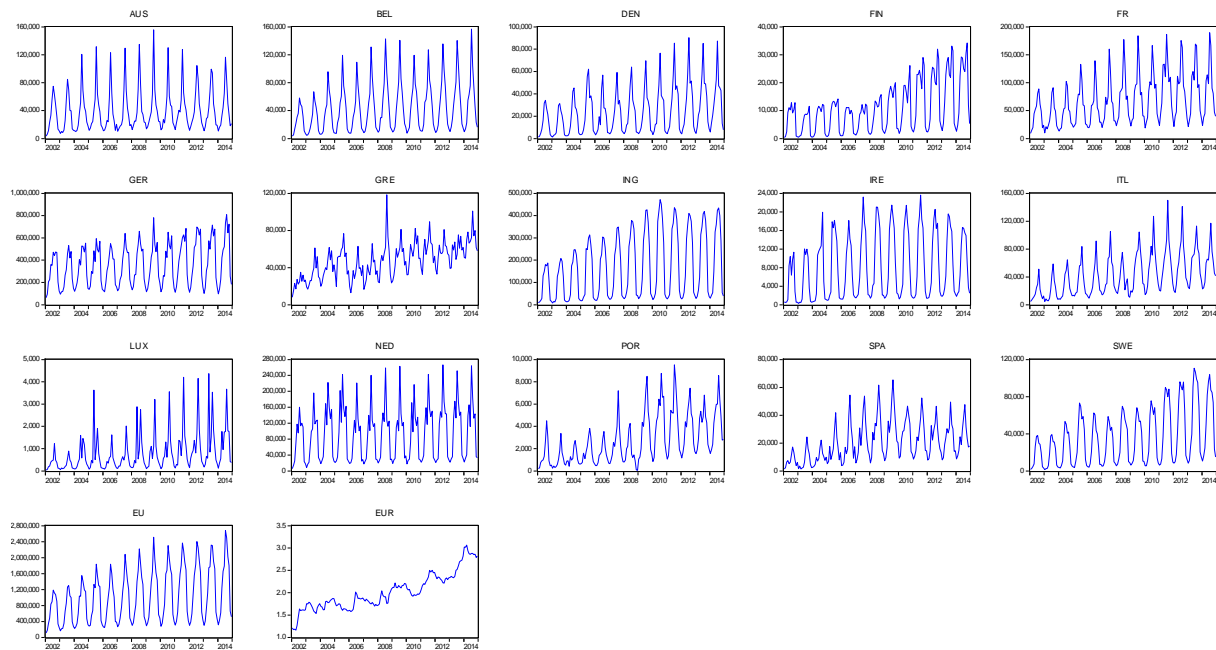 AUS
160,000
120,000
80,000
40,000
0
2002 2004 2006 2008 2010 2012 2014
BEL
160,000
120,000
80,000
40,000
0
2002 2004 2006 2008 2010 2012 2014
DEN
100,000
80,000
60,000
40,000
20,000
0
2002 2004 2006 2008 2010 2012 2014
FIN
40,000
30,000
20,000
10,000
0
2002 2004 2006 2008 2010 2012 2014
FR
200,000
150,000
100,000
50,000
0
2002 2004 2006 2008 2010 2012 2014
GER
1,000,000
800,000
600,000
400,000
200,000
0
2002 2004 2006 2008 2010 2012 2014
GRE
120,000
80,000
40,000
0
2002 2004 2006 2008 2010 2012 2014
ING
500,000
400,000
300,000
200,000
100,000
0
2002 2004 2006 2008 2010 2012 2014
IRE
24,000
20,000
16,000
12,000
8,000
4,000
0
2002 2004 2006 2008 2010 2012 2014
ITL
160,000
120,000
80,000
40,000
0
2002 2004 2006 2008 2010 2012 2014
LUX
5,000
4,000
3,000
2,000
1,000
0
2002 2004 2006 2008 2010 2012 2014
NED
280,000
240,000
200,000
160,000
120,000
80,000
40,000
0
2002 2004 2006 2008 2010 2012 2014
POR
10,000
8,000
6,000
4,000
2,000
0
2002 2004 2006 2008 2010 2012 2014
SPA
80,000
60,000
40,000
20,000
0
2002 2004 2006 2008 2010 2012 2014
SWE
120,000
80,000
40,000
0
2002 2004 2006 2008 2010 2012 2014
EU
2,800,000
2,400,000
2,000,000
1,600,000
1,200,000
800,000
400,000
0
2002 2004 2006 2008 2010 2012 2014
EUR
3.5
3.0
2.5
2.0
1.5
1.0
2002 2004 2006 2008 2010 2012 2014